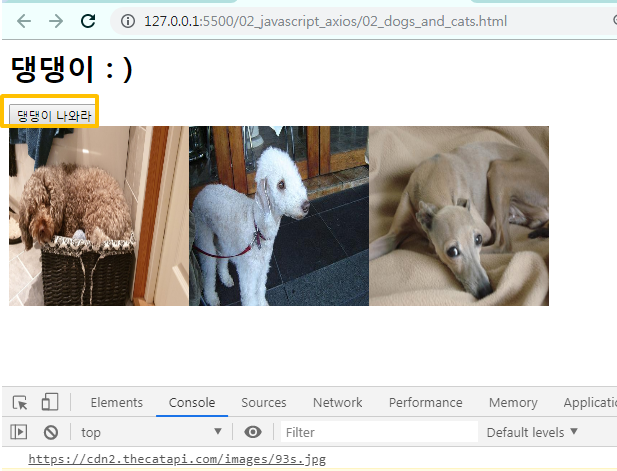 127.0.0.1:5500/02_javascript_axios/02_dogs_and_cats.html
댕댕이 : )
댕댕이 나와라
Elements Console Sources Network Performance Memory Applicati
top Filter Default levels ▼
https://cdn2.thecatapi.com/images/93s.jpg